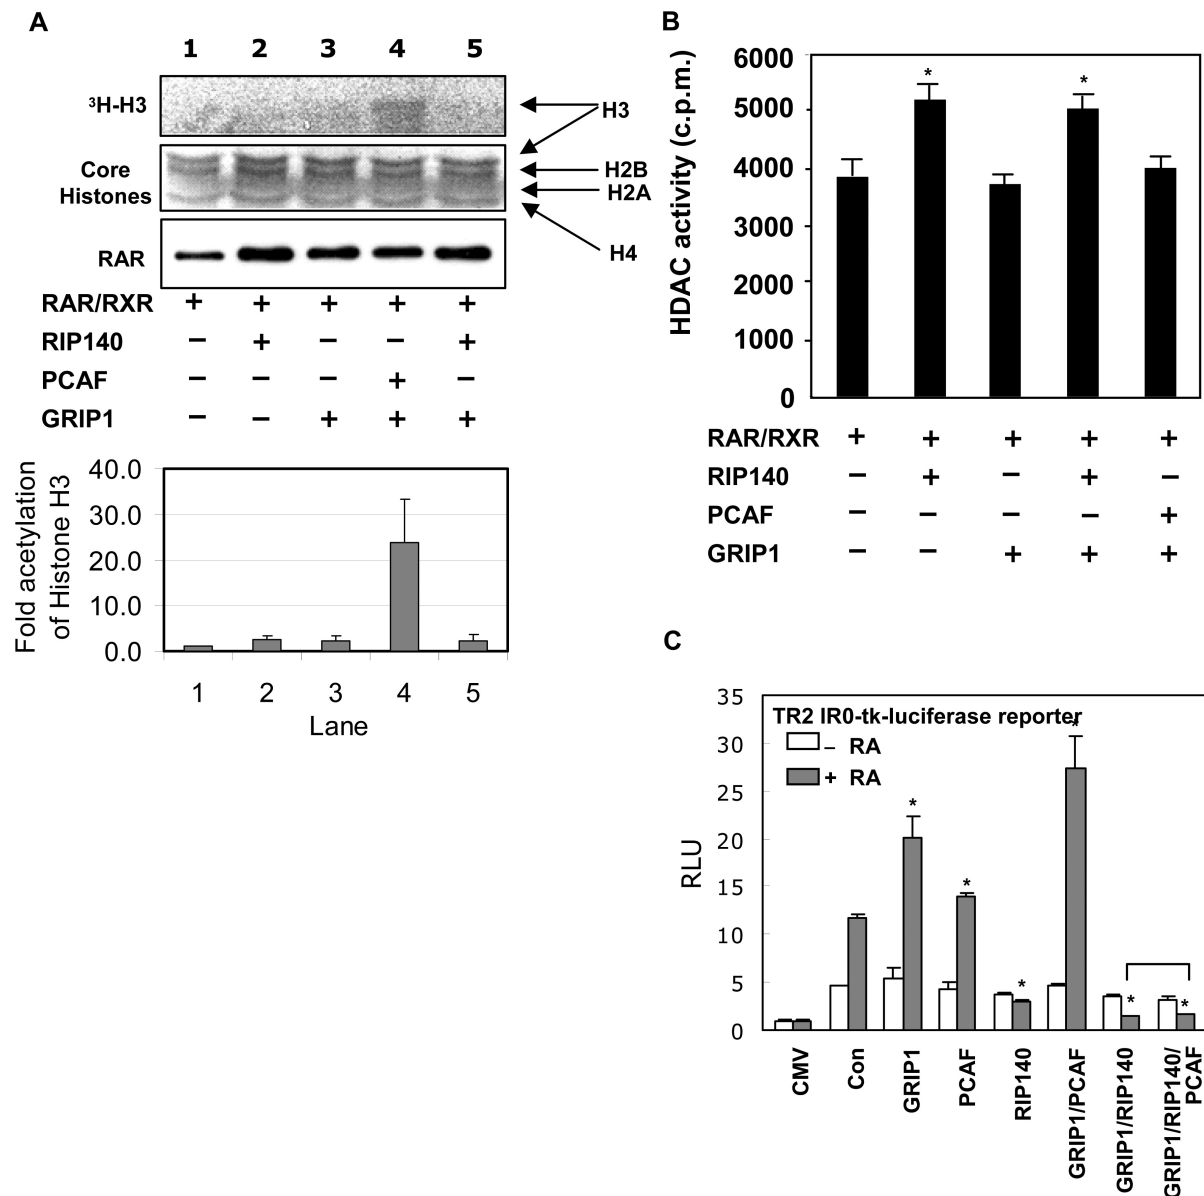 A
1 2 3 4 5
³H-H3
H3
Core
Histones
H2B
H2A
H4
RAR
RAR/RXR + + + + +
RIP140 – + – – +
PCAF – – – + –
GRIP1 – – + + +
Fold acetylation
of Histone H3
40.0
30.0
20.0
10.0
0.0
1 2 3 4 5
Lane
B
HDAC activity (c.p.m.)
6000
5000
4000
3000
2000
1000
0
* *
RAR/RXR + + + + +
RIP140 – + – + –
PCAF – – – – +
GRIP1 – – + + +
C
TR2 IR0-tk-luciferase reporter
– RA
+ RA
RLU
35
30
25
20
15
10
5
0
* * * * * *
CMV
Con
GRIP1
PCAF
RIP140
GRIP1/PCAF
GRIP1/RIP140
GRIP1/RIP140/
PCAF